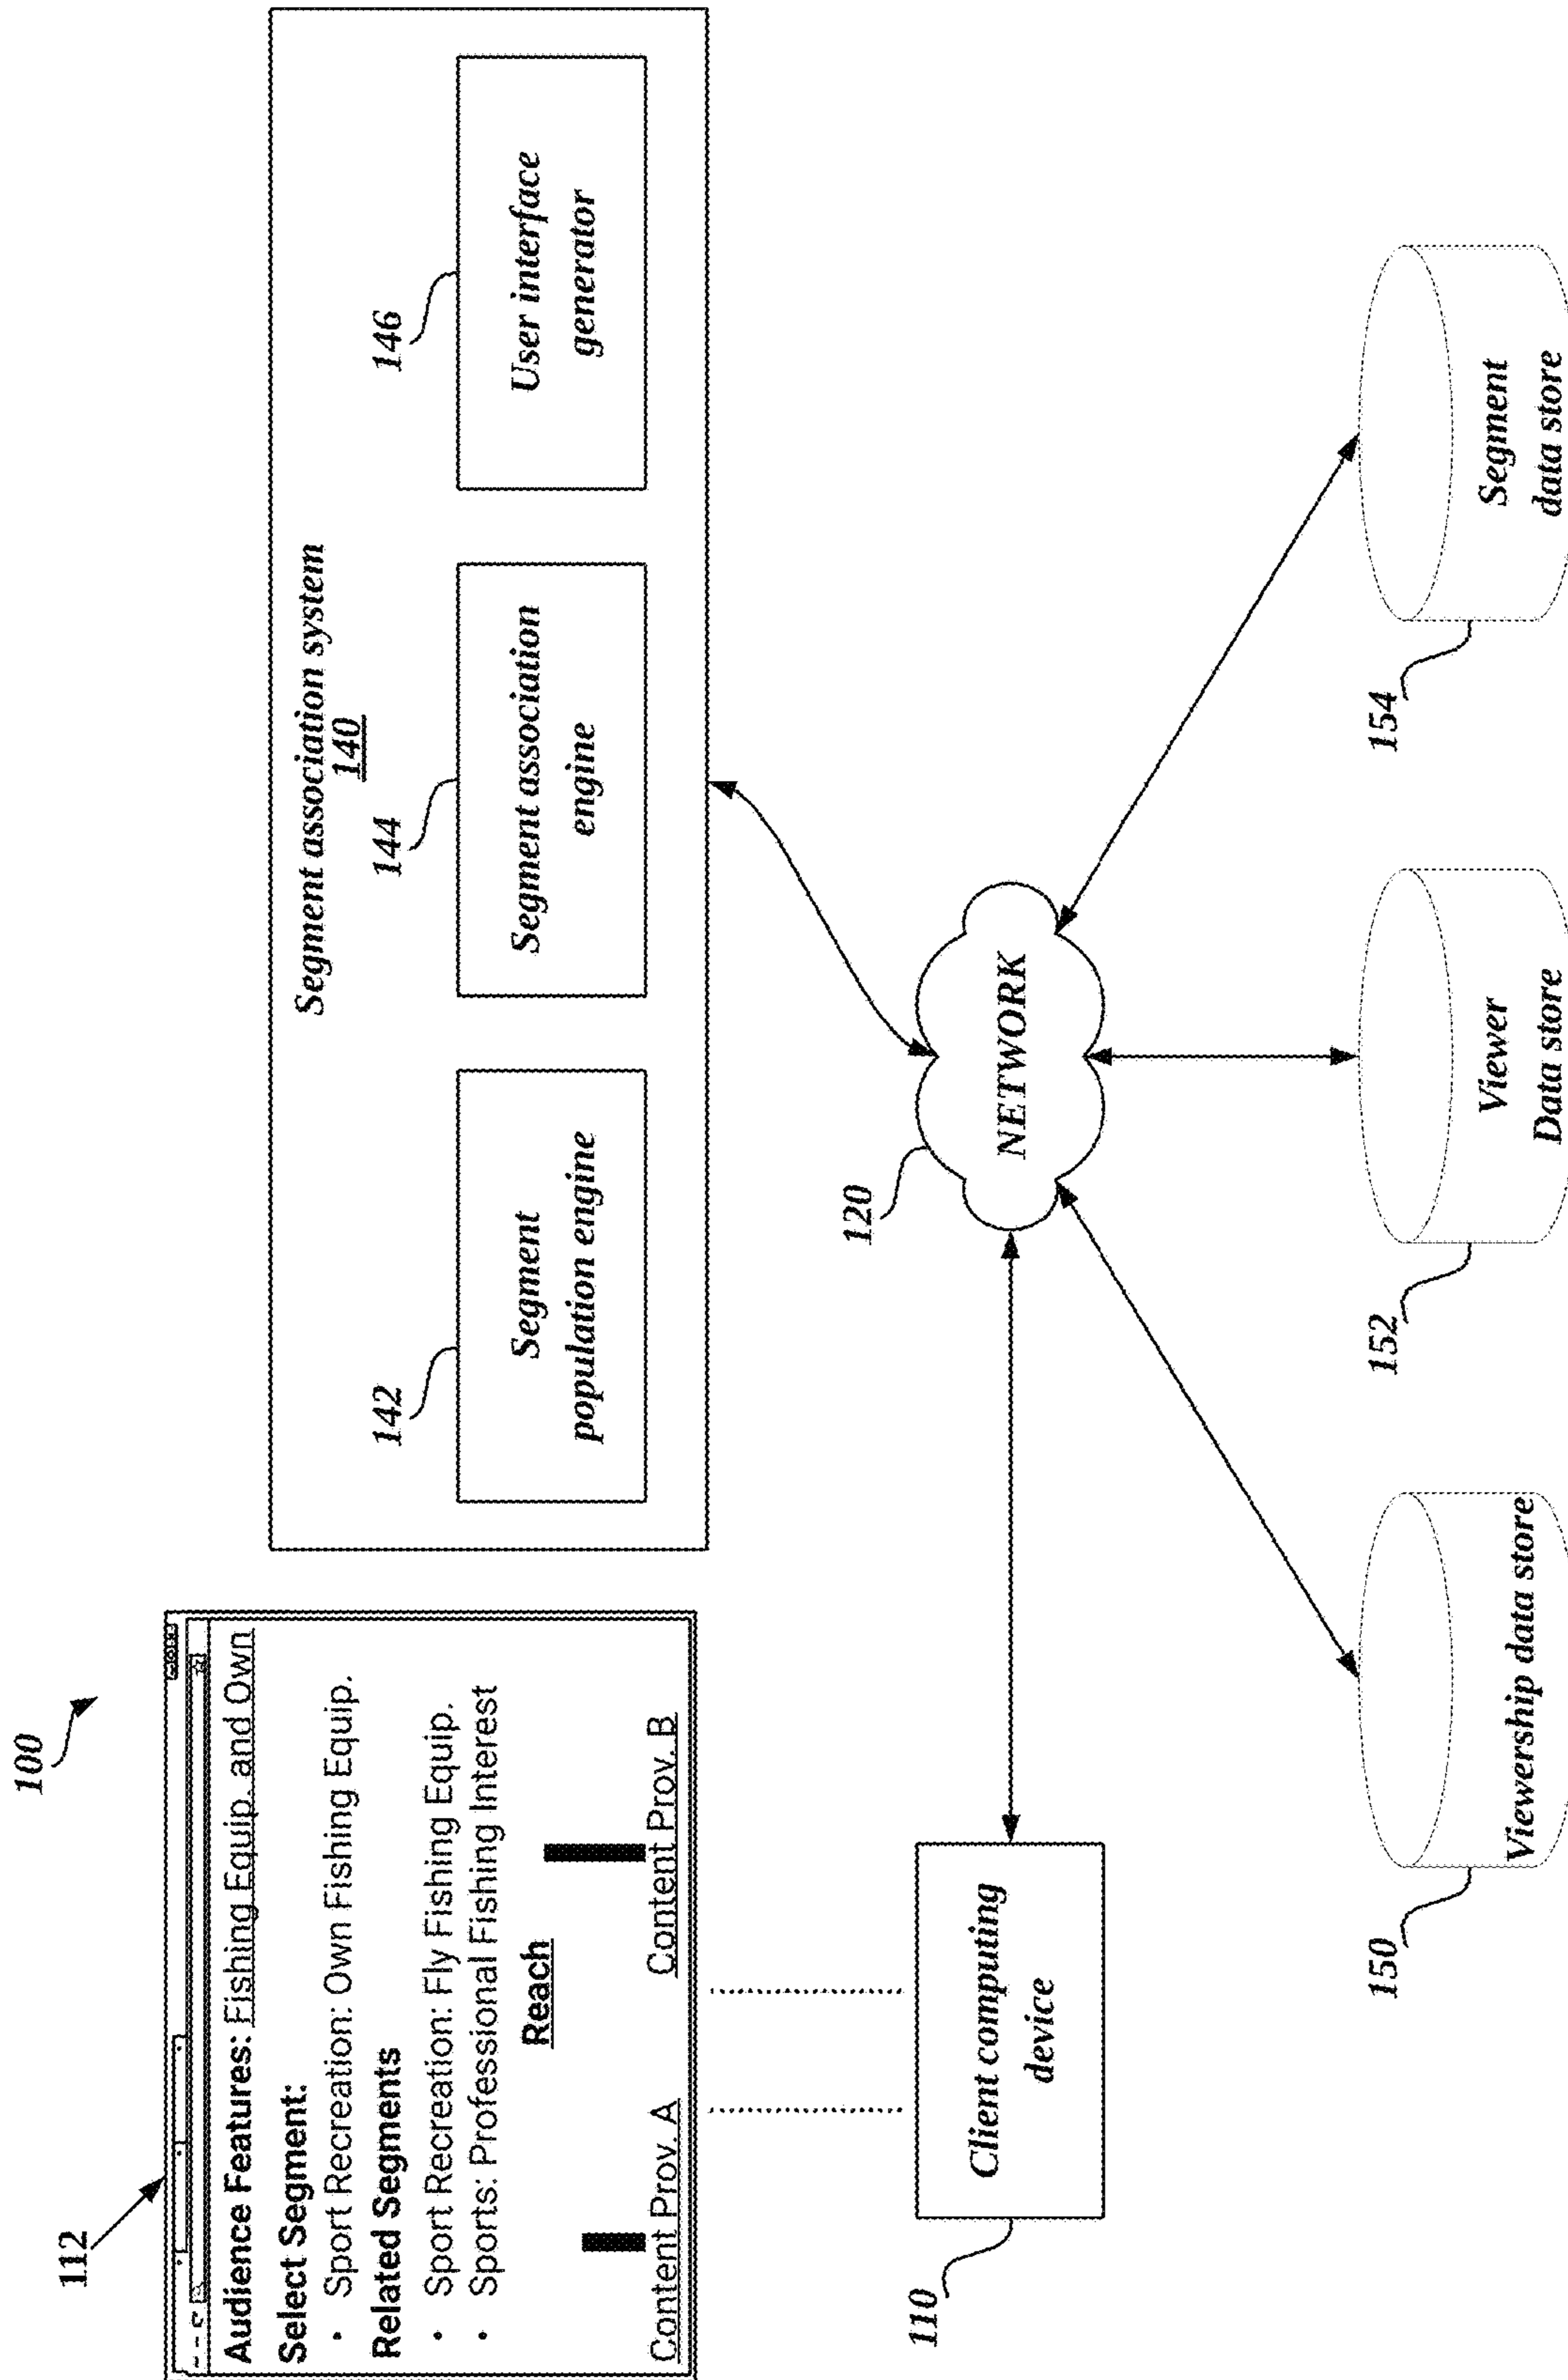 100
112
Audience Features: Fishing Equip. and Own
Select Segment:
• Sport Recreation: Own Fishing Equip.
Related Segments
• Sport Recreation: Fly Fishing Equip.
• Sports: Professional Fishing Interest
Reach
Content Prov. A
Content Prov. B
Segment association system
140
142
Segment
population engine
144
Segment association
engine
146
User interface
generator
110
Client computing
device
120
NETWORK
150
Viewership data store
152
Viewer
Data store
154
Segment
data store